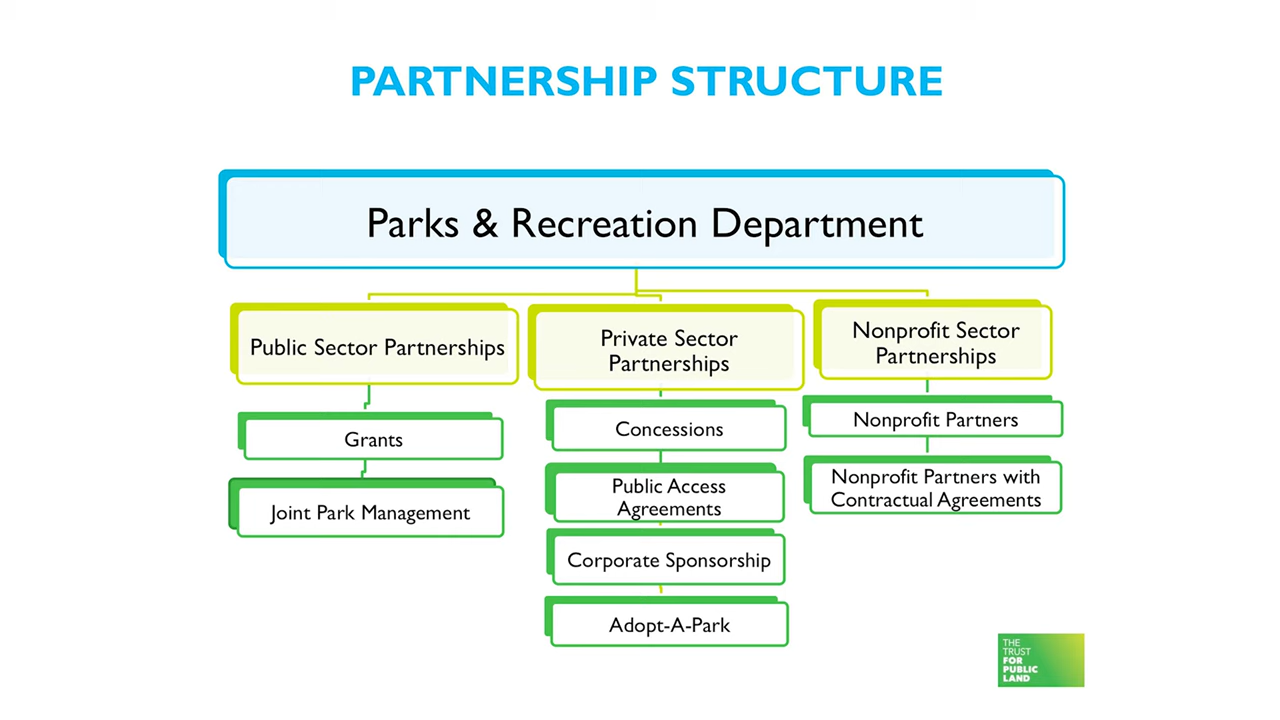 PARTNERSHIP STRUCTURE
Parks & Recreation Department
Public Sector Partnerships
Grants
Joint Park Management
Private Sector
Partnerships
Concessions
Public Access
Agreements
Corporate Sponsorship
Adopt-A-Park
Nonprofit Sector
Partnerships
Nonprofit Partners
Nonprofit Partners with
Contractual Agreements
THE
TRUST
FOR
PUBLIC
LAND